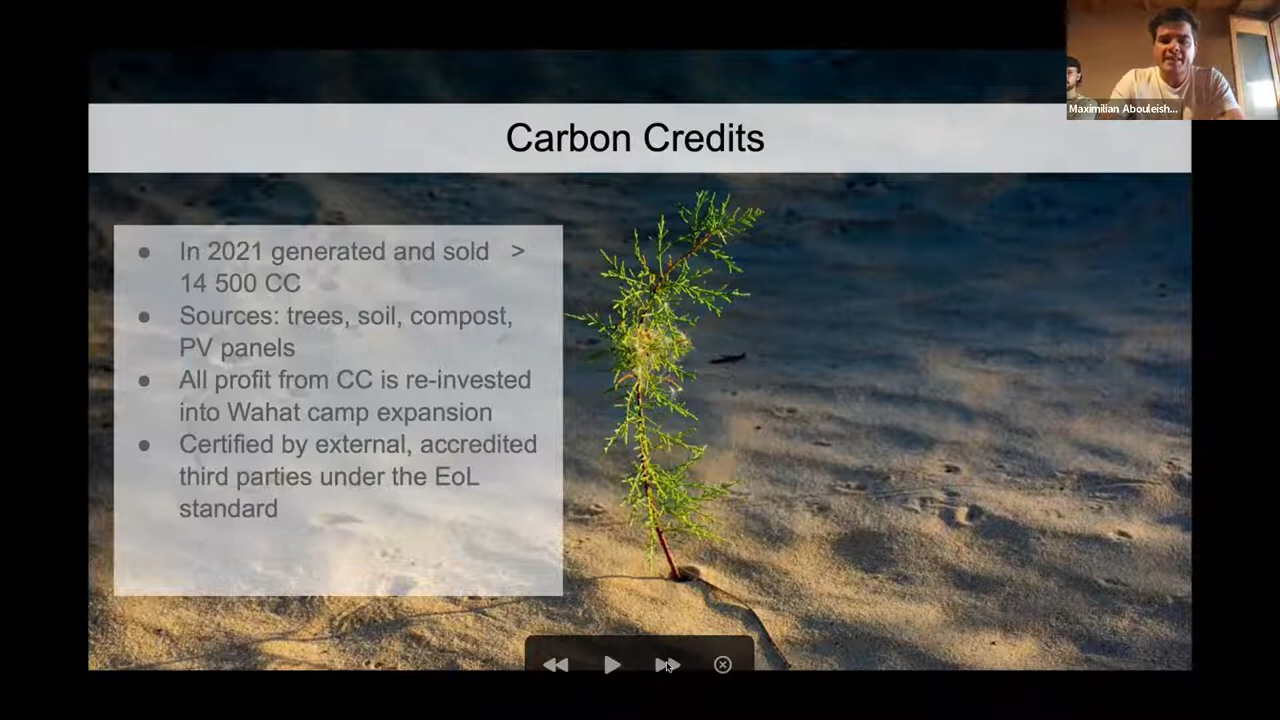 Maximilian Abouleish...
Carbon Credits
● In 2021 generated and sold >
14 500 CC
● Sources: trees, soil, compost,
PV panels
● All profit from CC is re-invested
into Wahat camp expansion
● Certified by external, accredited
third parties under the EoL
standard